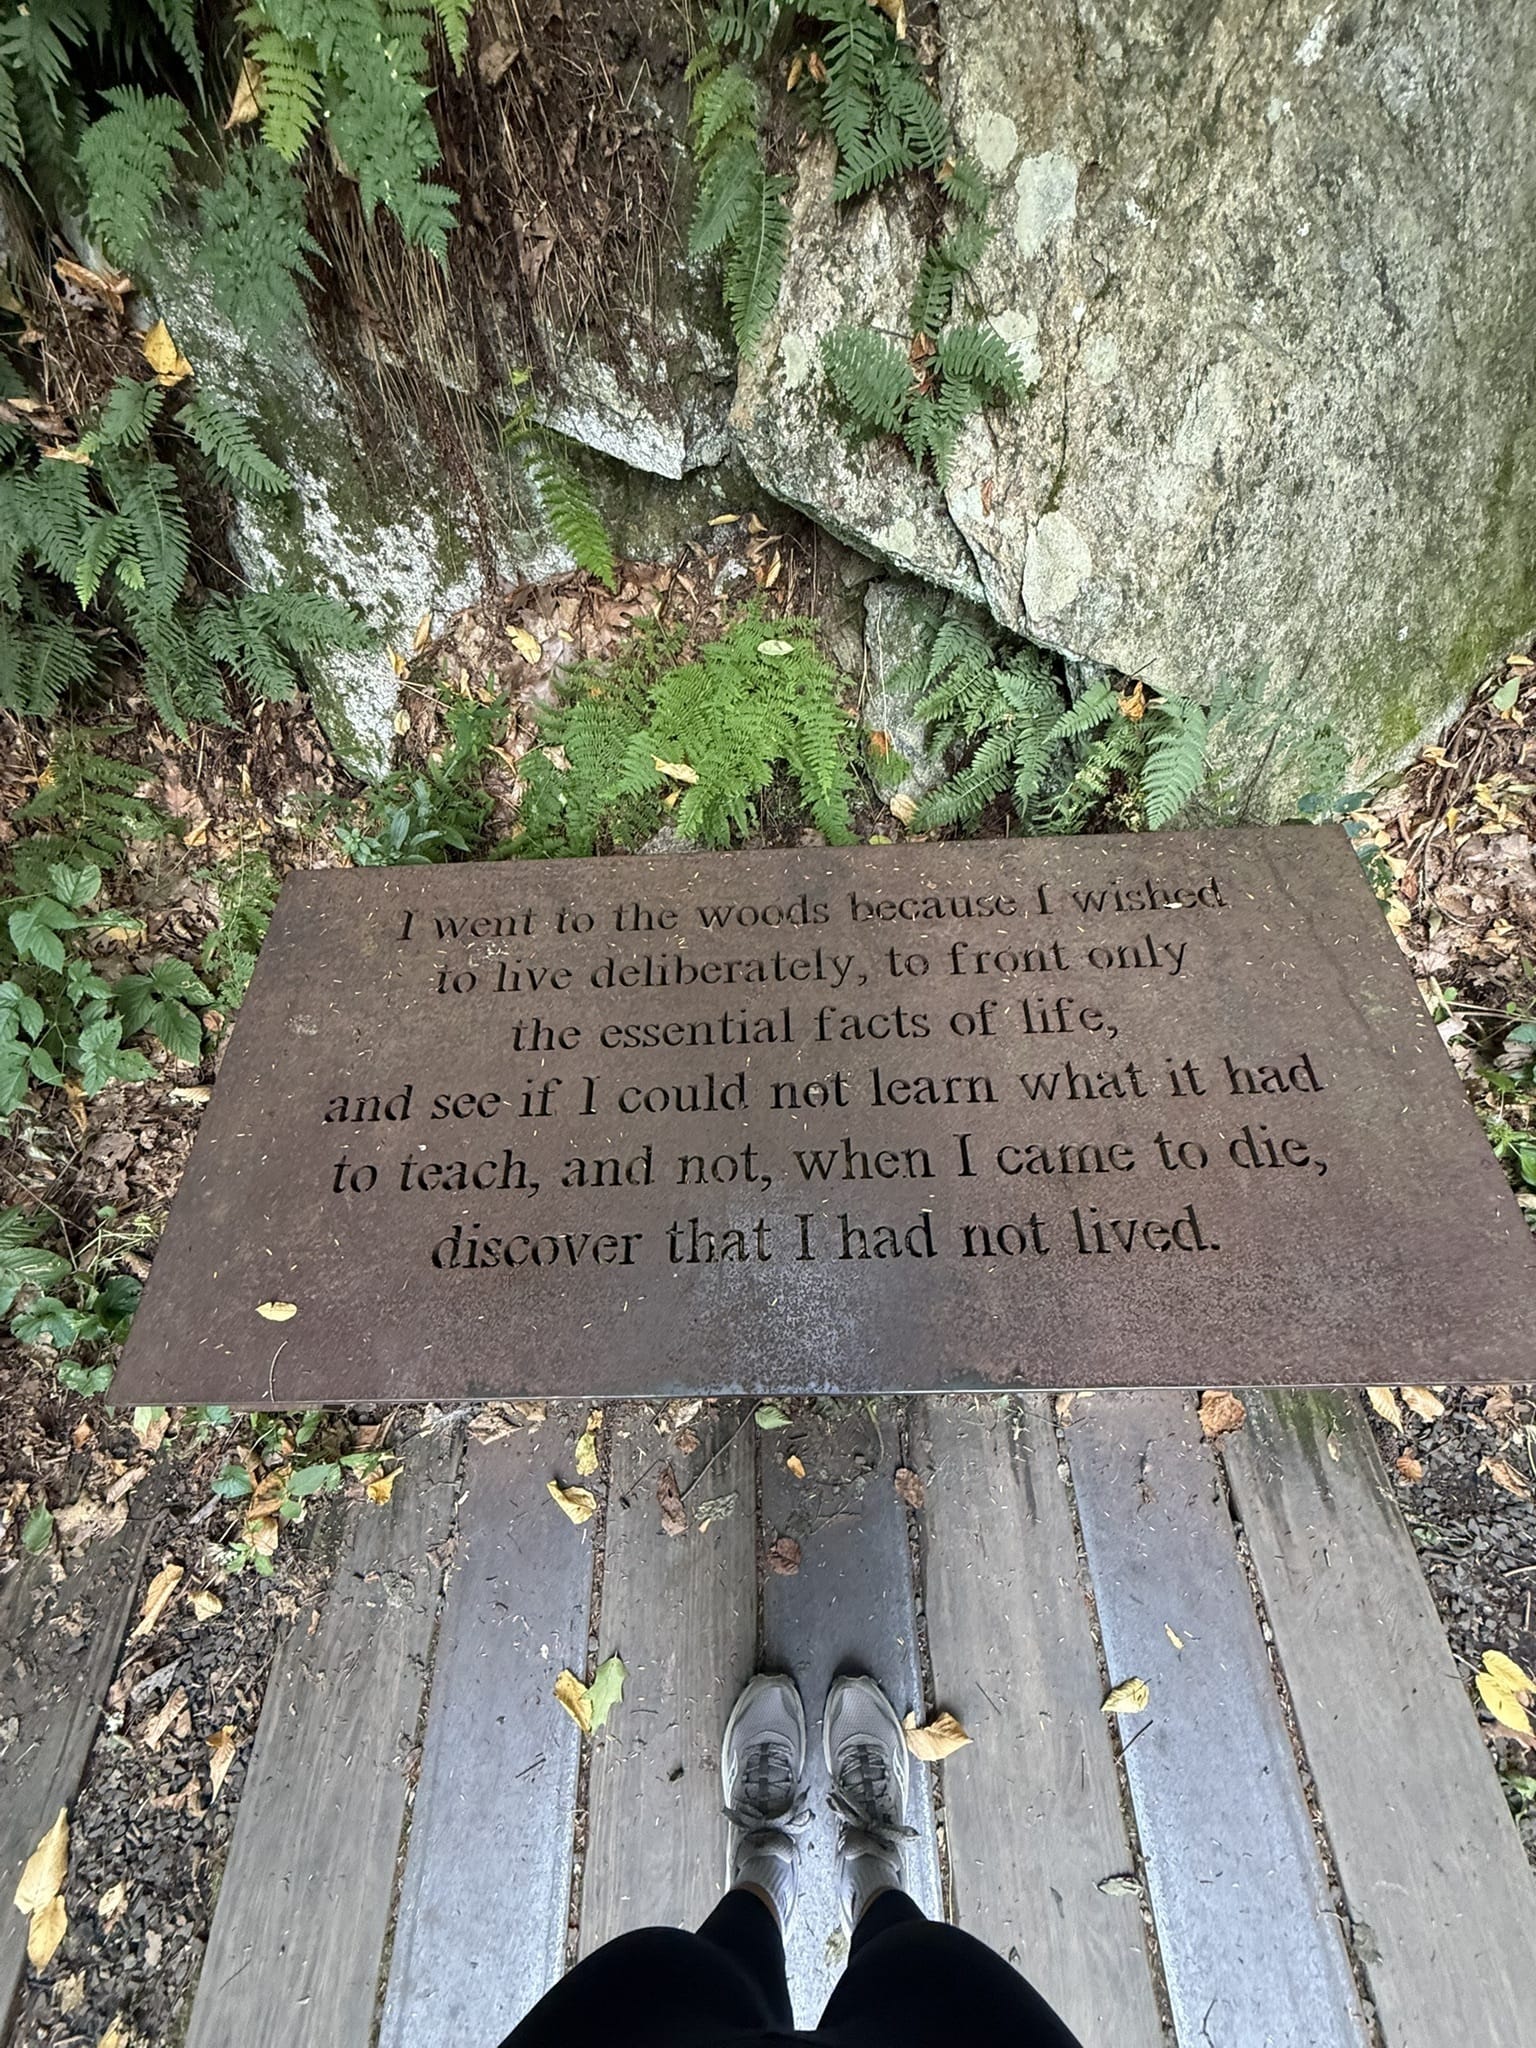 I went to the woods because I wished
to live deliberately, to front only
the essential facts of life,
and see if I could not learn what it had
to teach, and not, when I came to die,
discover that I had not lived.